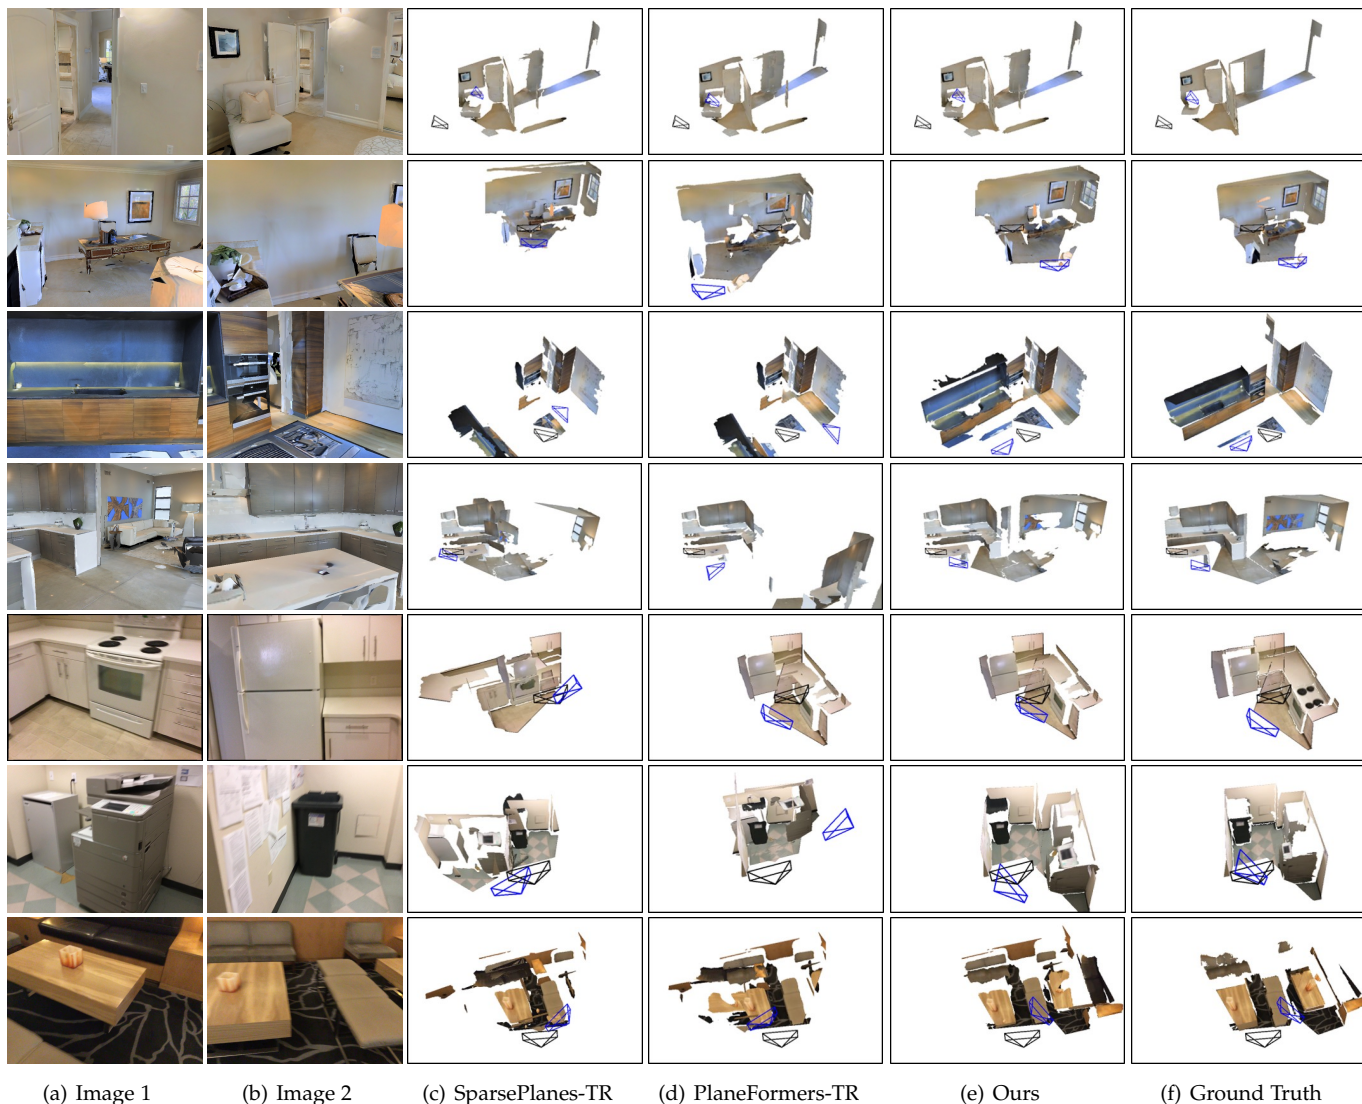 (a) Image 1
(b) Image 2
(c) SparsePlanes-TR
(d) PlaneFormers-TR
(e) Ours
(f) Ground Truth